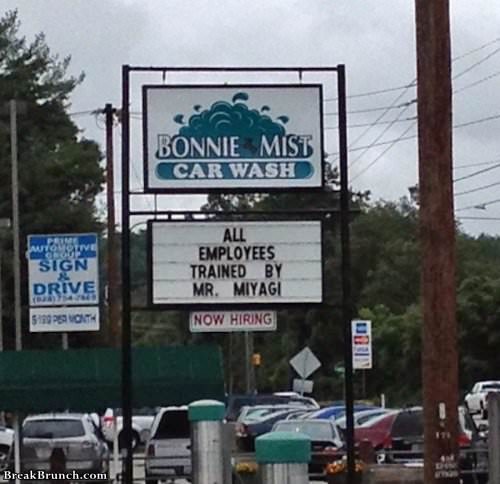 BONNIE MIST
CAR WASH
ALL
EMPLOYEES
TRAINED BY
MR. MIYAGI
NOW HIRING
PRIME
AUTOMOTIVE
GROUP
SIGN
&
DRIVE
PER MONTH
BreakBrunch.com